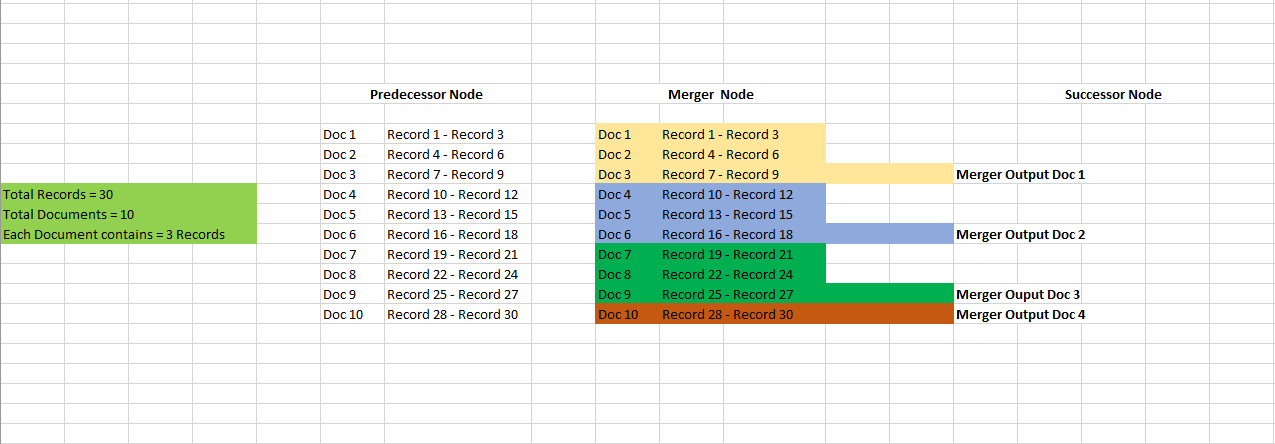 Predecessor Node Merger Node Successor Node
Doc 1 Record 1 - Record 3 Doc 1 Record 1 - Record 3
Doc 2 Record 4 - Record 6 Doc 2 Record 4 - Record 6
Doc 3 Record 7 - Record 9 Doc 3 Record 7 - Record 9 Merger Output Doc 1
Total Records = 30 Doc 4 Record 10 - Record 12 Doc 4 Record 10 - Record 12
Total Documents = 10 Doc 5 Record 13 - Record 15 Doc 5 Record 13 - Record 15
Each Document contains = 3 Records Doc 6 Record 16 - Record 18 Doc 6 Record 16 - Record 18 Merger Output Doc 2
Doc 7 Record 19 - Record 21 Doc 7 Record 19 - Record 21
Doc 8 Record 22 - Record 24 Doc 8 Record 22 - Record 24
Doc 9 Record 25 - Record 27 Doc 9 Record 25 - Record 27 Merger Ouput Doc 3
Doc 10 Record 28 - Record 30 Doc 10 Record 28 - Record 30 Merger Output Doc 4